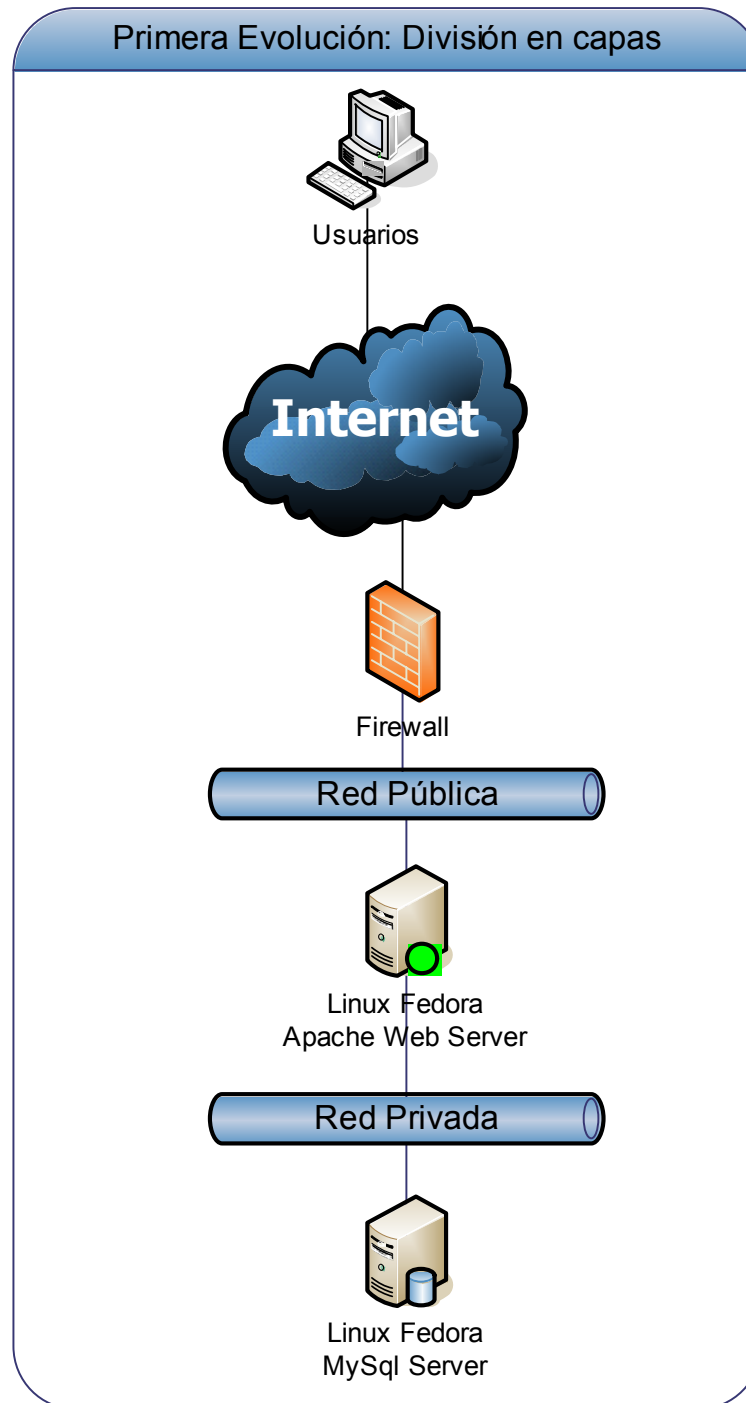 Primera Evolución: División en capas
Usuarios
Internet
Firewall
Red Pública
Linux Fedora
Apache Web Server
Red Privada
Linux Fedora
MySql Server